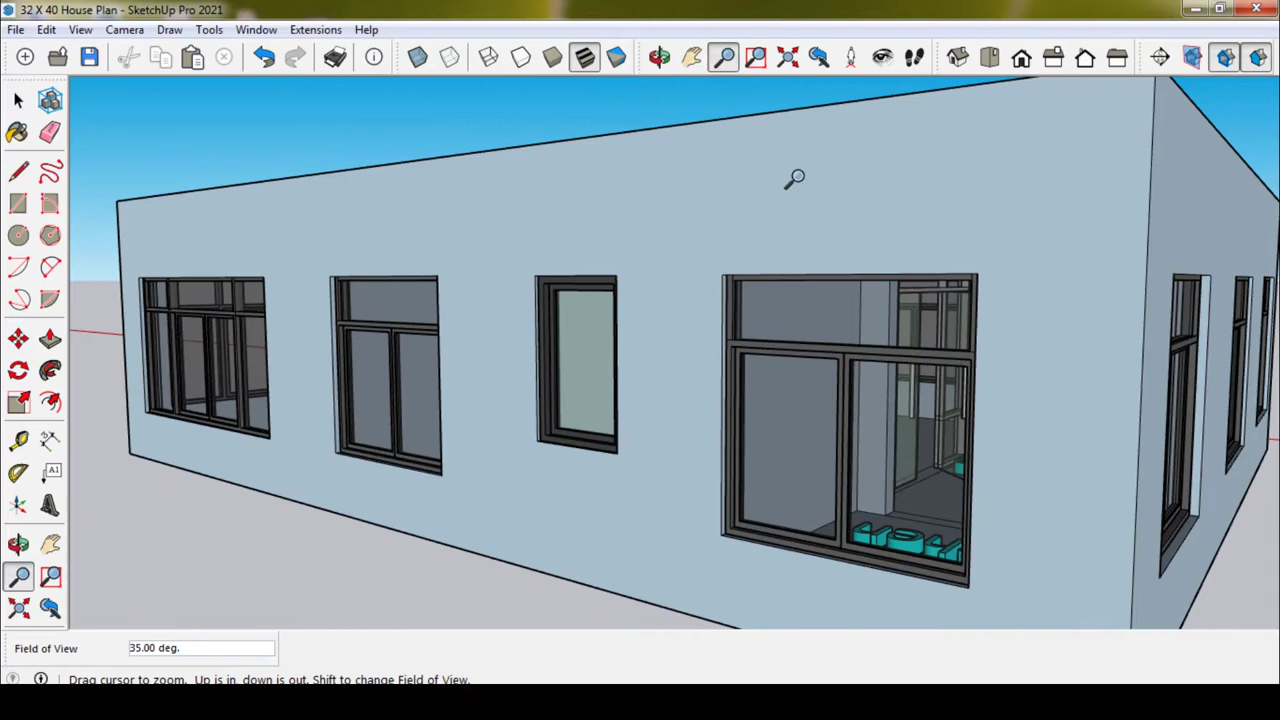 32 X 40 House Plan - SketchUp Pro 2021
File Edit View Camera Draw Window Tools Extensions Help
A1
Field of View 35.00 deg.
Drag cursor to zoom. Up is in, down is out. Shift to change Field of View.